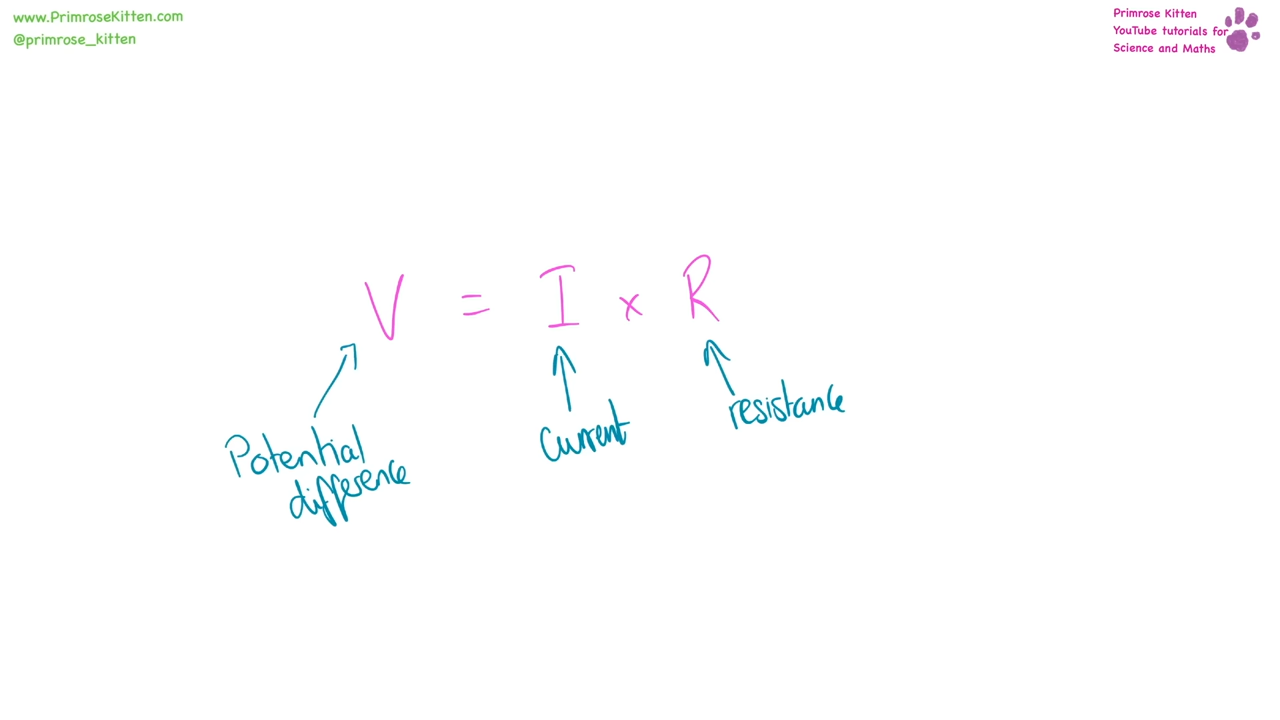 www.PrimroseKitten.com
@primrose_kitten
Primrose Kitten
YouTube tutorials for
Science and Maths
V = I x R
Potential
difference
current
resistance